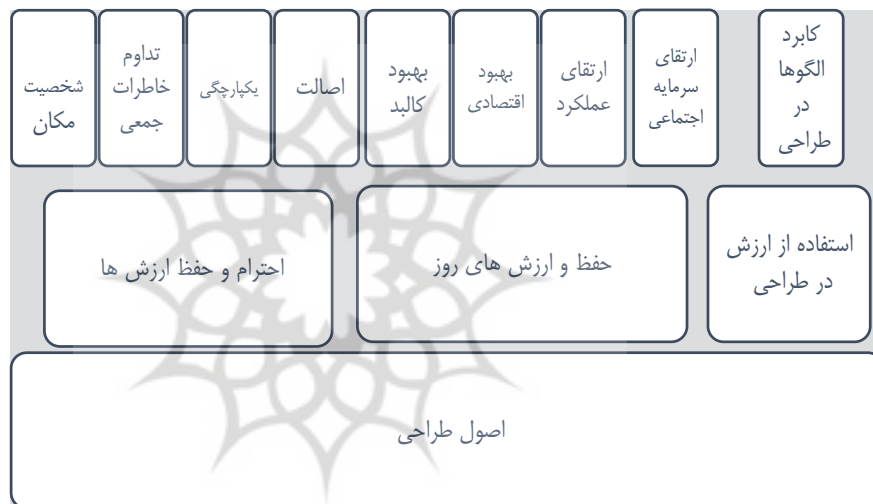 کابرد
الگوها
در
طراحی
ارتقای
سرمایه
اجتماعی
ارتقای
عملکرد
بهبود
اقتصادی
بهبود
کالبد
اصالت
یکپارچگی
تداوم
خاطرات
جمعی
شخصیت
مکان
استفاده از ارزش
در طراحی
حفظ و ارزش های روز
احترام و حفظ ارزش ها
اصول طراحی